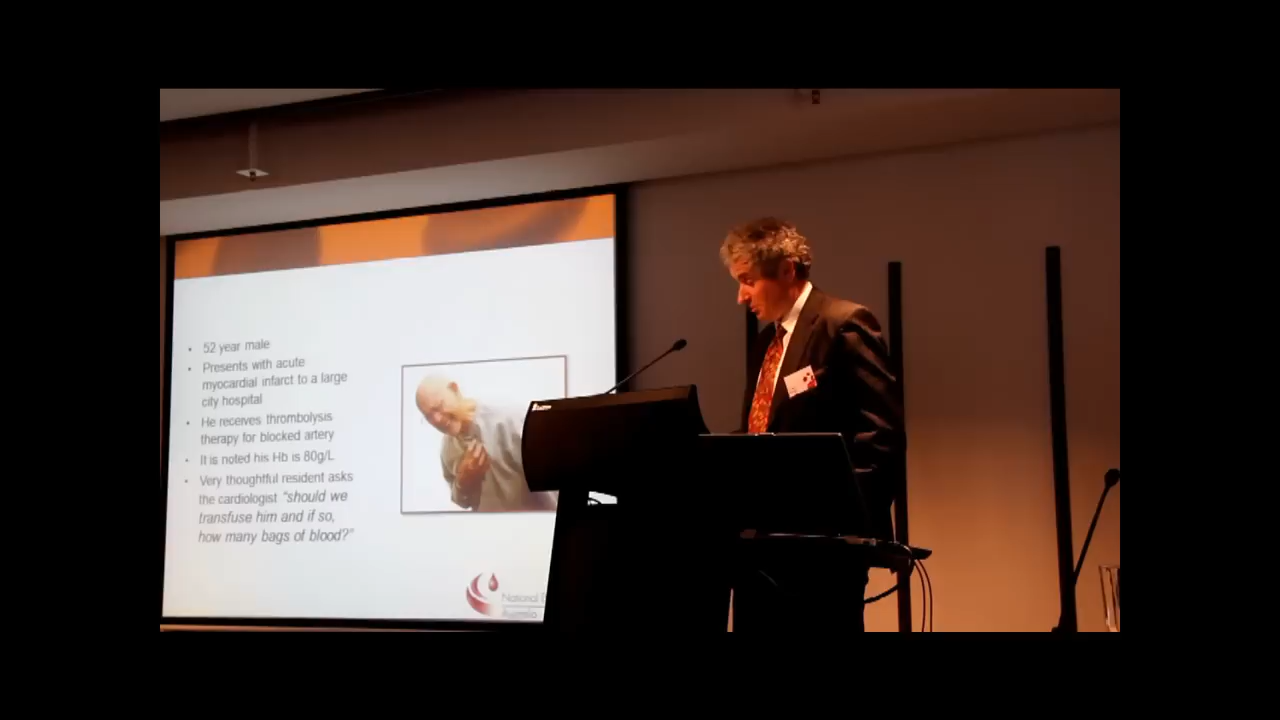 52 year male
Presents with acute
myocardial infarct to a large
city hospital
He receives thrombolysis
therapy for blocked artery
It is noted his Hb is 80g/L
Very thoughtful resident asks
the cardiologist "should we
transfuse him and if so,
how many bags of blood?"
National
Australia